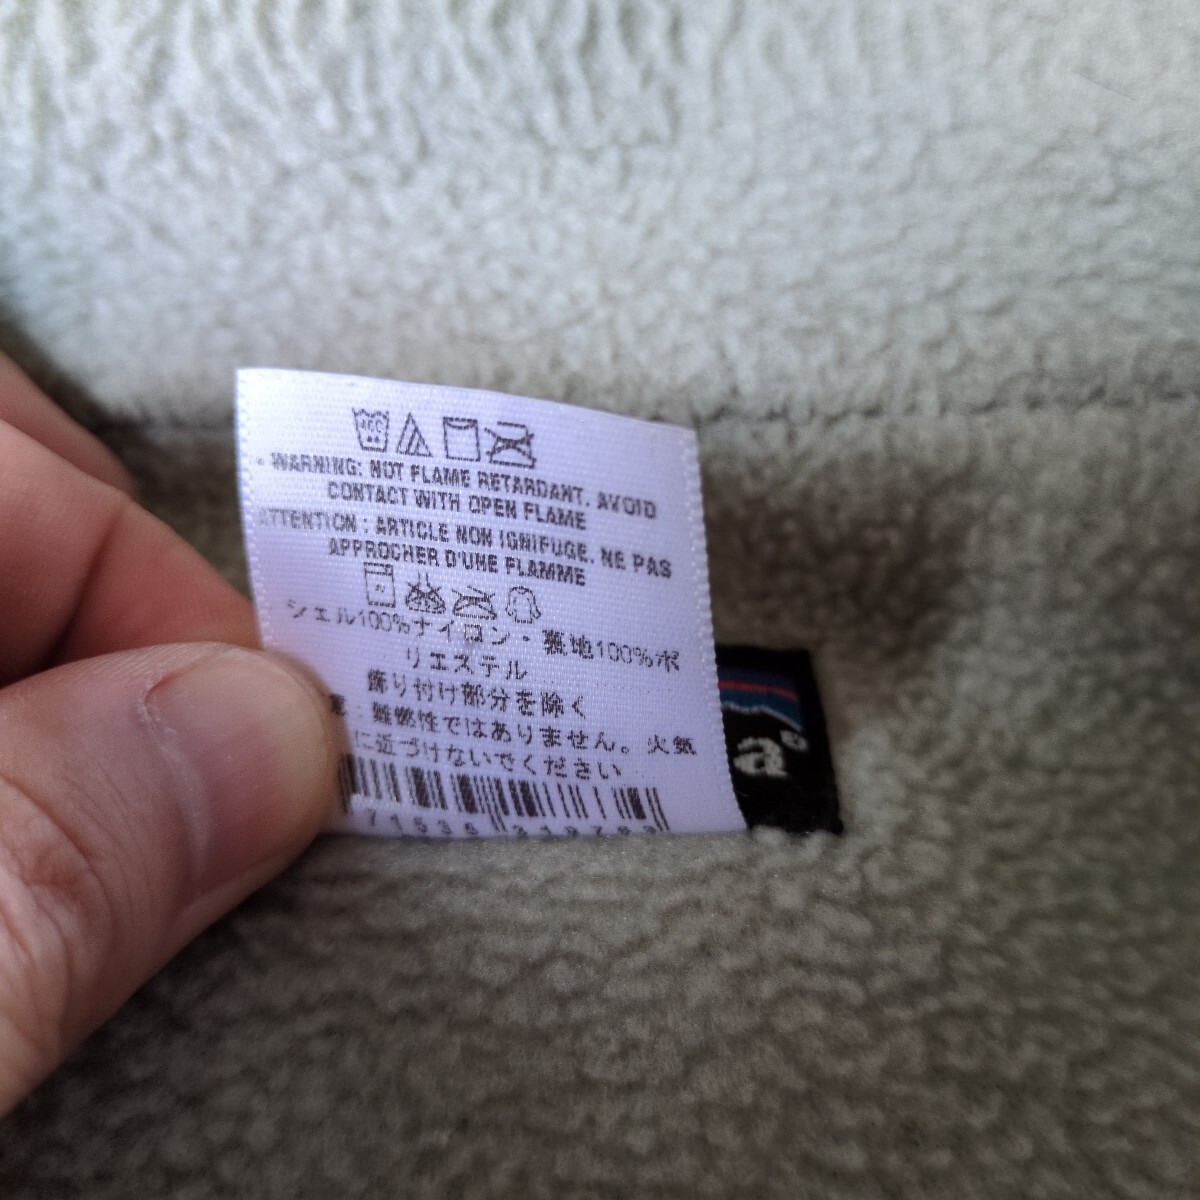 40C
- WARNING: NOT FLAME RETARDANT. AVOID
CONTACT WITH OPEN FLAME
ATTENTION : ARTICLE NON IGNIFUGE. NE PAS
APPROCHER D'UNE FLAMME
シェル100%ナイロン・裏地100%ポ
リエステル
飾り付け部分を除く
難燃性ではありません。火気
に近づけないでください
a®